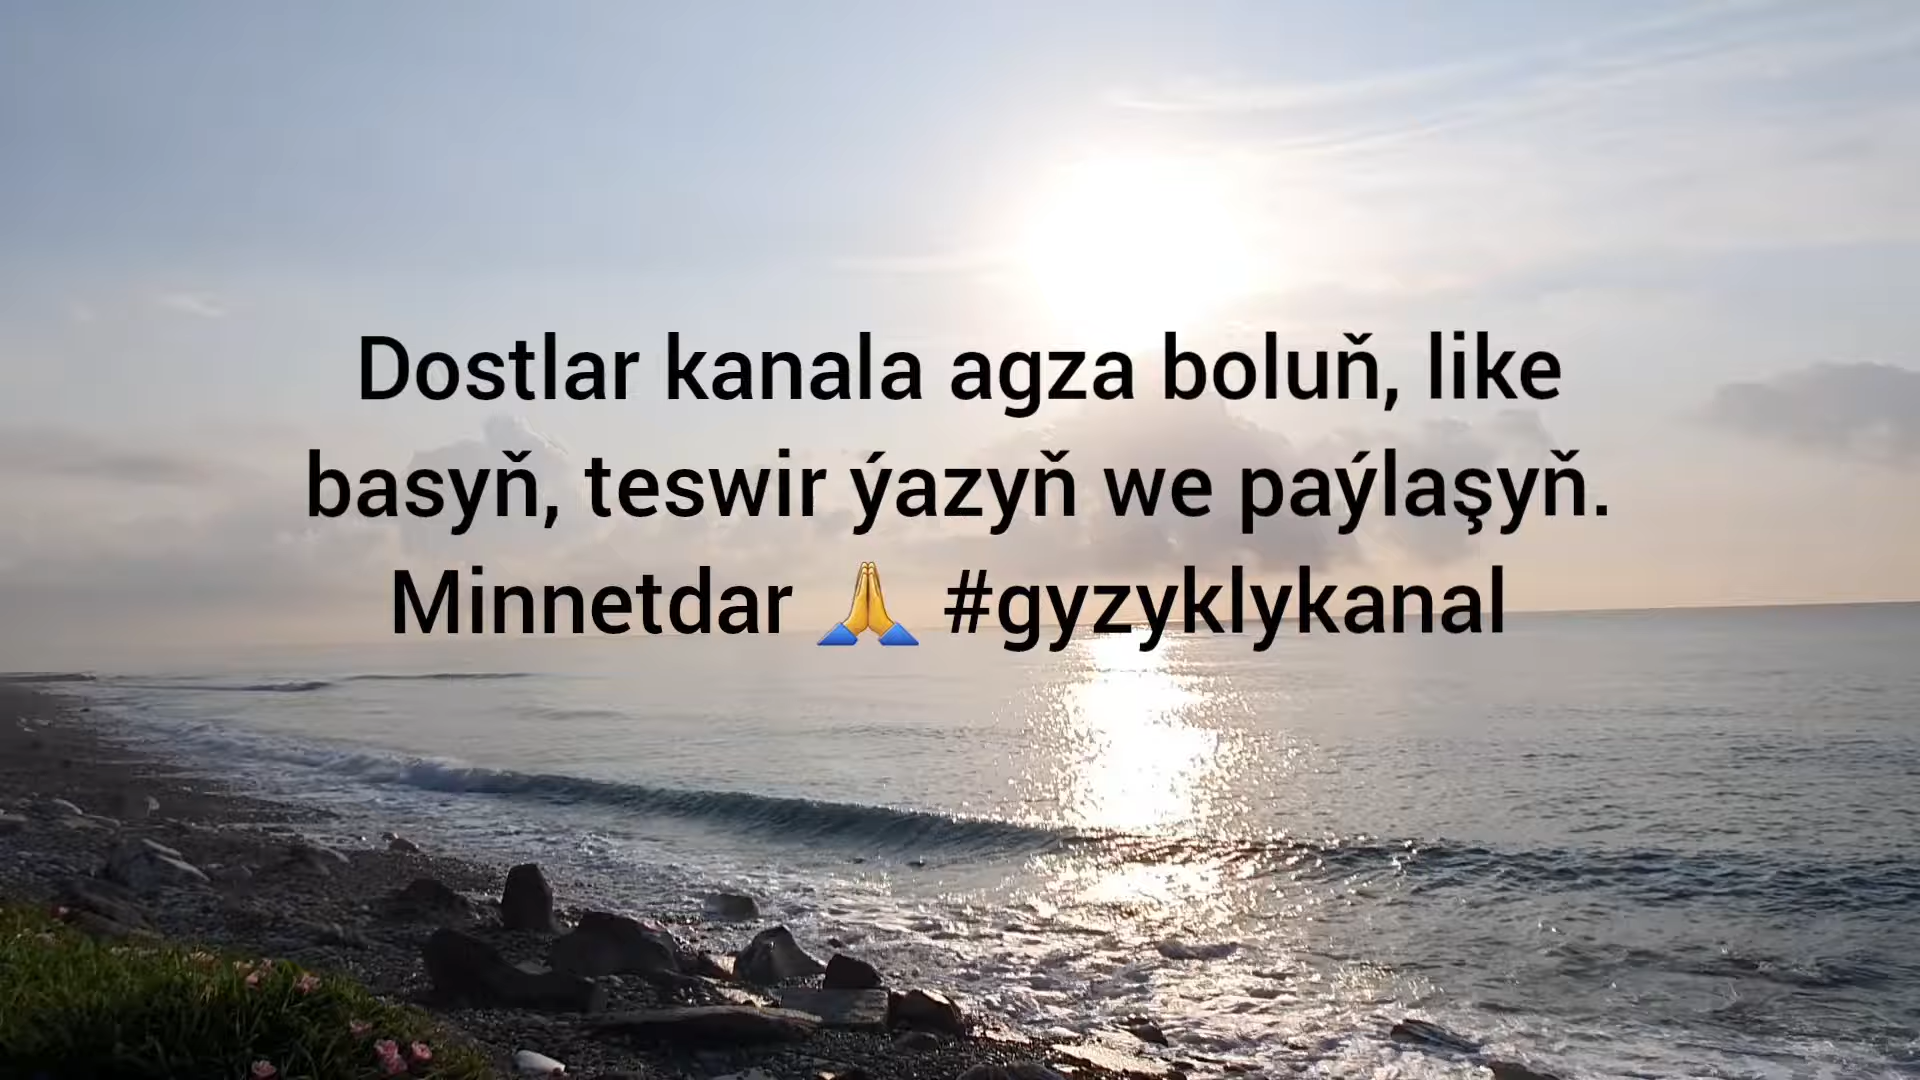 Dostlar kanala agza boluň, like
basyň, teswir ýazyň we paýlaşyň.
Minnetdar 🙏 #gyzyklykanal